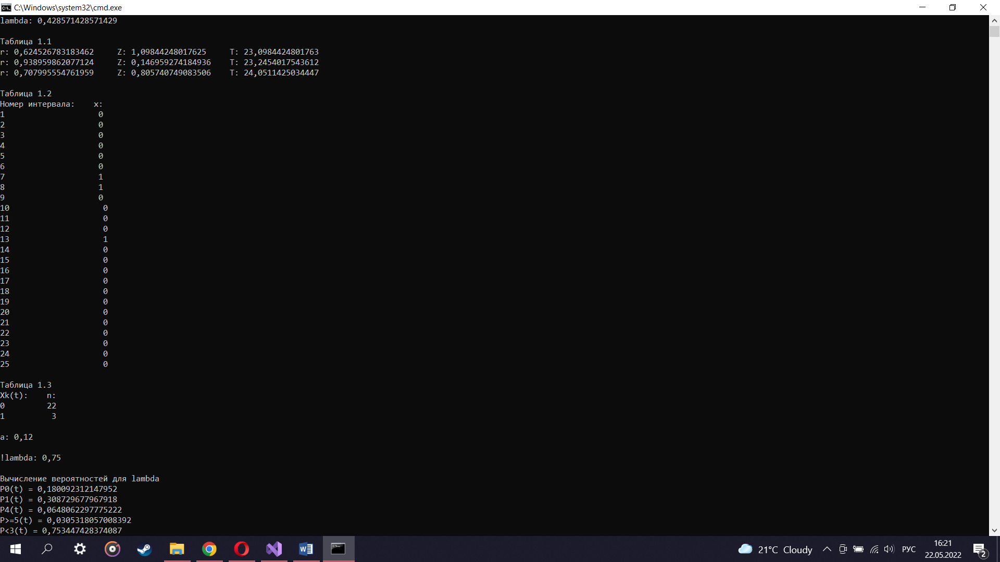 C:\Windows\system32\cmd.exe
lambda: 0,428571428571429
Таблица 1.1
r: 0,624526783183462 Z: 1,09844248017625 T: 23,0984424801763
r: 0,938959862077124 Z: 0,146959274184936 T: 23,2454017543612
r: 0,707995554761959 Z: 0,805740749083506 T: 24,0511425034447
Таблица 1.2
Номер интервала: x:
1 0
2 0
3 0
4 0
5 0
6 0
7 1
8 1
9 0
10 0
11 0
12 0
13 1
14 0
15 0
16 0
17 0
18 0
19 0
20 0
21 0
22 0
23 0
24 0
25 0
Таблица 1.3
Xk(t): n:
0 22
1 3
a: 0,12
!lambda: 0,75
Вычисление вероятностей для lambda
P0(t) = 0,180092312147952
P1(t) = 0,308729677967918
P4(t) = 0,0648062297775222
P>=5(t) = 0,0305318057008392
P<3(t) = 0,753447428374087
21°C Cloudy
РУС
16:21
22.05.2022
2